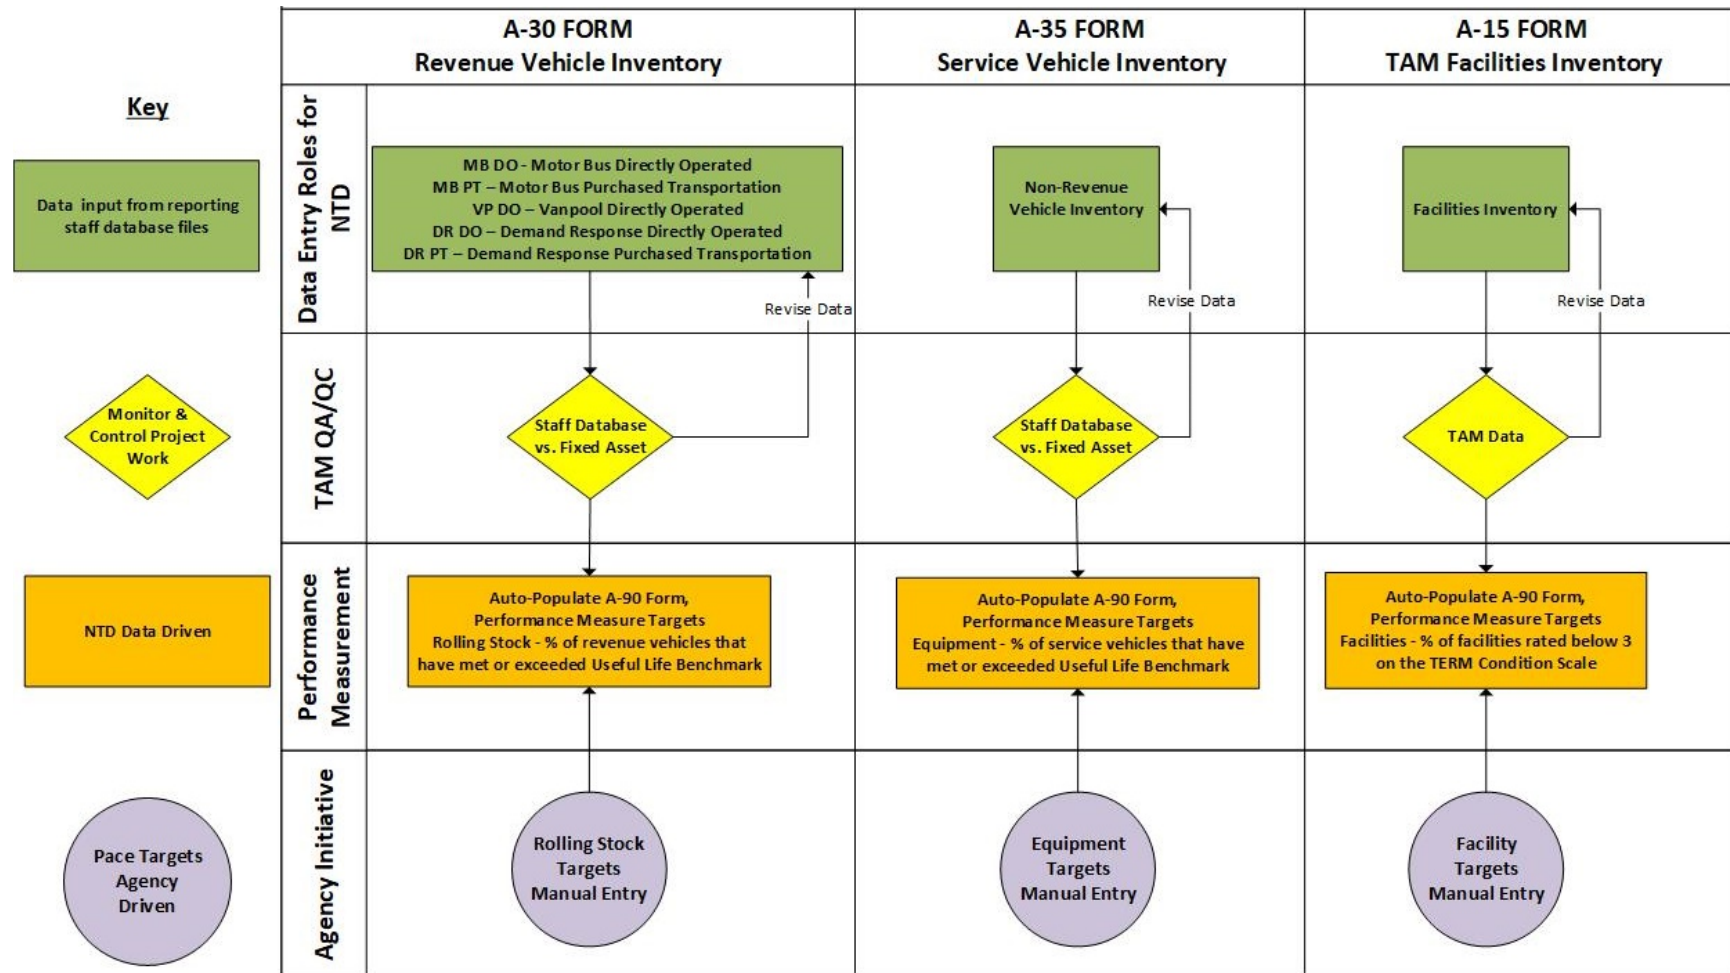 A-30 FORM
Revenue Vehicle Inventory
A-35 FORM
Service Vehicle Inventory
A-15 FORM
TAM Facilities Inventory
Key
Data input from reporting
staff database files
Monitor &
Control Project
Work
NTD Data Driven
Pace Targets
Agency
Driven
Data Entry Roles for
NTD
MB DO - Motor Bus Directly Operated
MB PT – Motor Bus Purchased Transportation
VP DO – Vanpool Directly Operated
DR DO – Demand Response Directly Operated
DR PT – Demand Response Purchased Transportation
Revise Data
Non-Revenue
Vehicle Inventory
Revise Data
Facilities Inventory
Revise Data
TAM QA/QC
Staff Database
vs. Fixed Asset
Staff Database
vs. Fixed Asset
TAM Data
Performance
Measurement
Auto-Populate A-90 Form,
Performance Measure Targets
Rolling Stock - % of revenue vehicles that
have met or exceeded Useful Life Benchmark
Auto-Populate A-90 Form,
Performance Measure Targets
Equipment - % of service vehicles that have
met or exceeded Useful Life Benchmark
Auto-Populate A-90 Form,
Performance Measure Targets
Facilities - % of facilities rated below 3
on the TERM Condition Scale
Agency Initiative
Rolling Stock
Targets
Manual Entry
Equipment
Targets
Manual Entry
Facility
Targets
Manual Entry